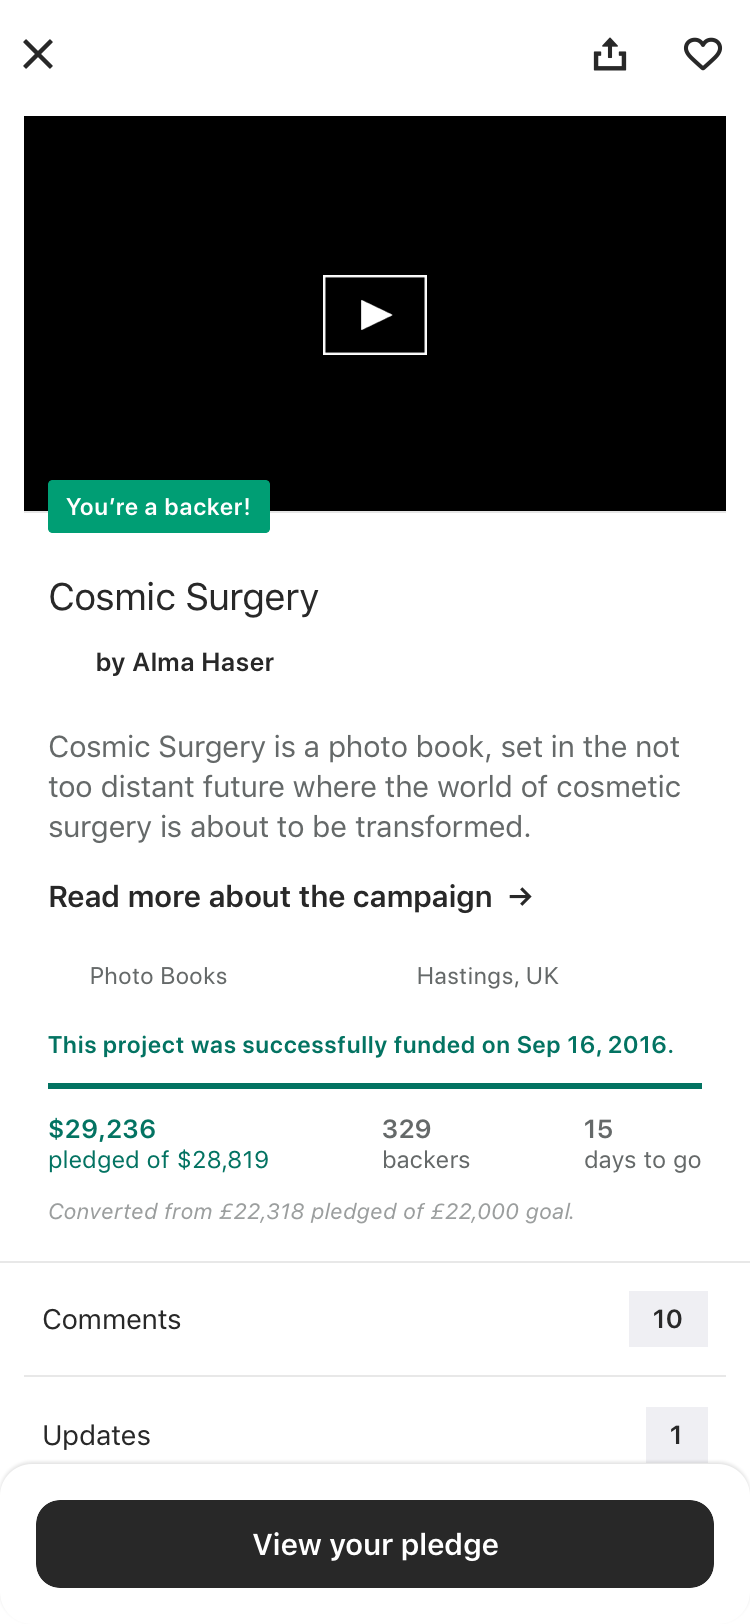 You’re a backer!
Cosmic Surgery
by Alma Haser
Cosmic Surgery is a photo book, set in the not
too distant future where the world of cosmetic
surgery is about to be transformed.
Read more about the campaign →
Photo Books
Hastings, UK
This project was successfully funded on Sep 16, 2016.
$29,236
pledged of $28,819
329
backers
15
days to go
Converted from £22,318 pledged of £22,000 goal.
Comments
10
Updates
1
View your pledge